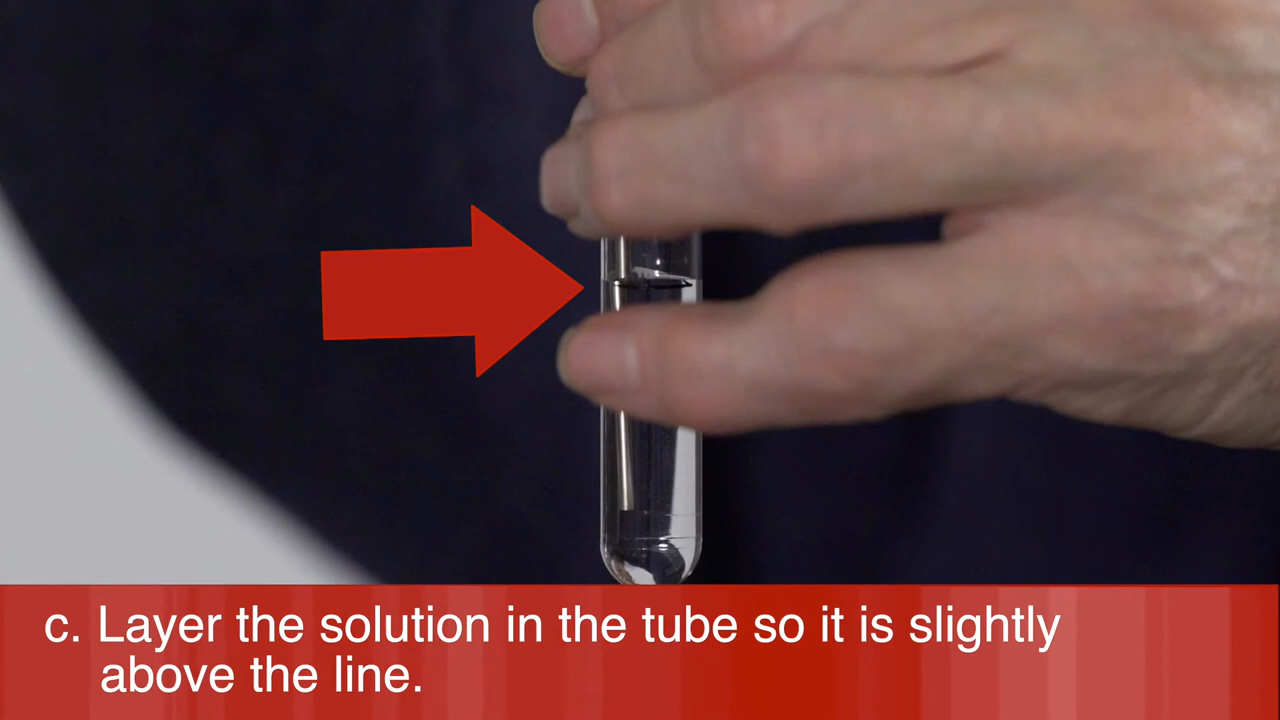 c. Layer the solution in the tube so it is slightly
above the line.